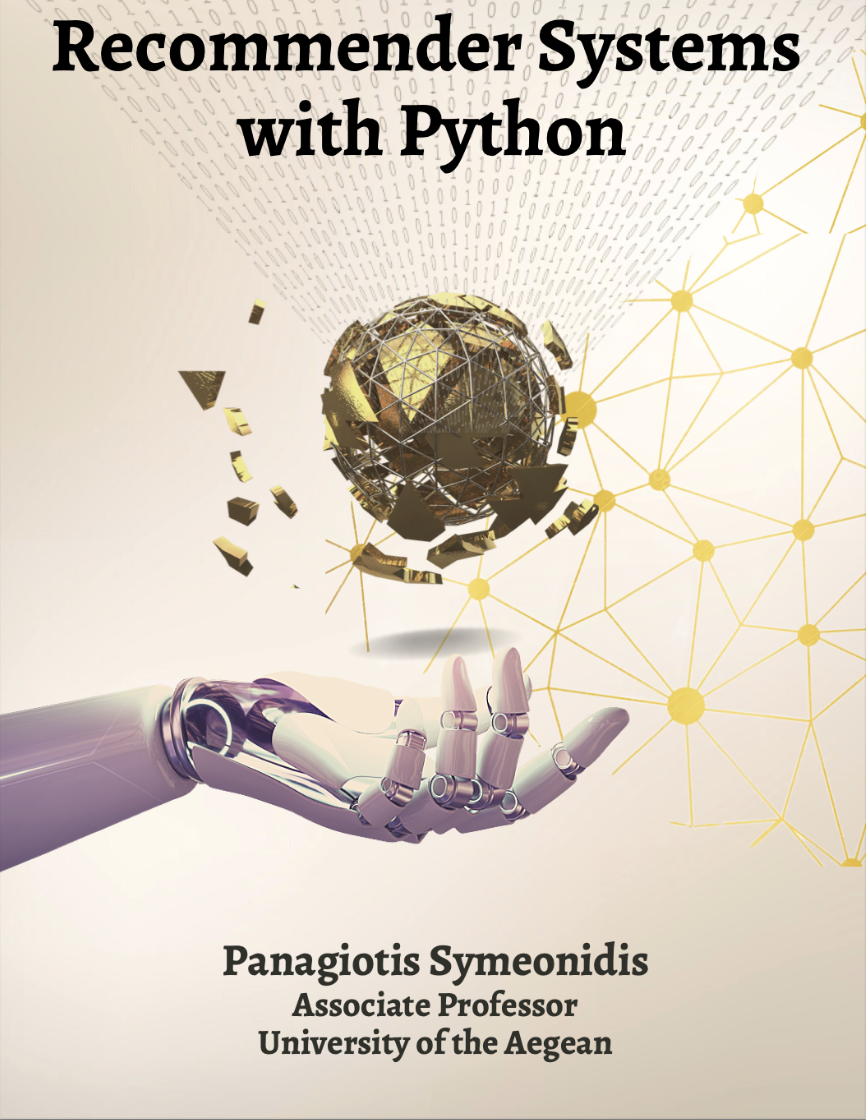 Recommender Systems
with Python
Panagiotis Symeonidis
Associate Professor
University of the Aegean